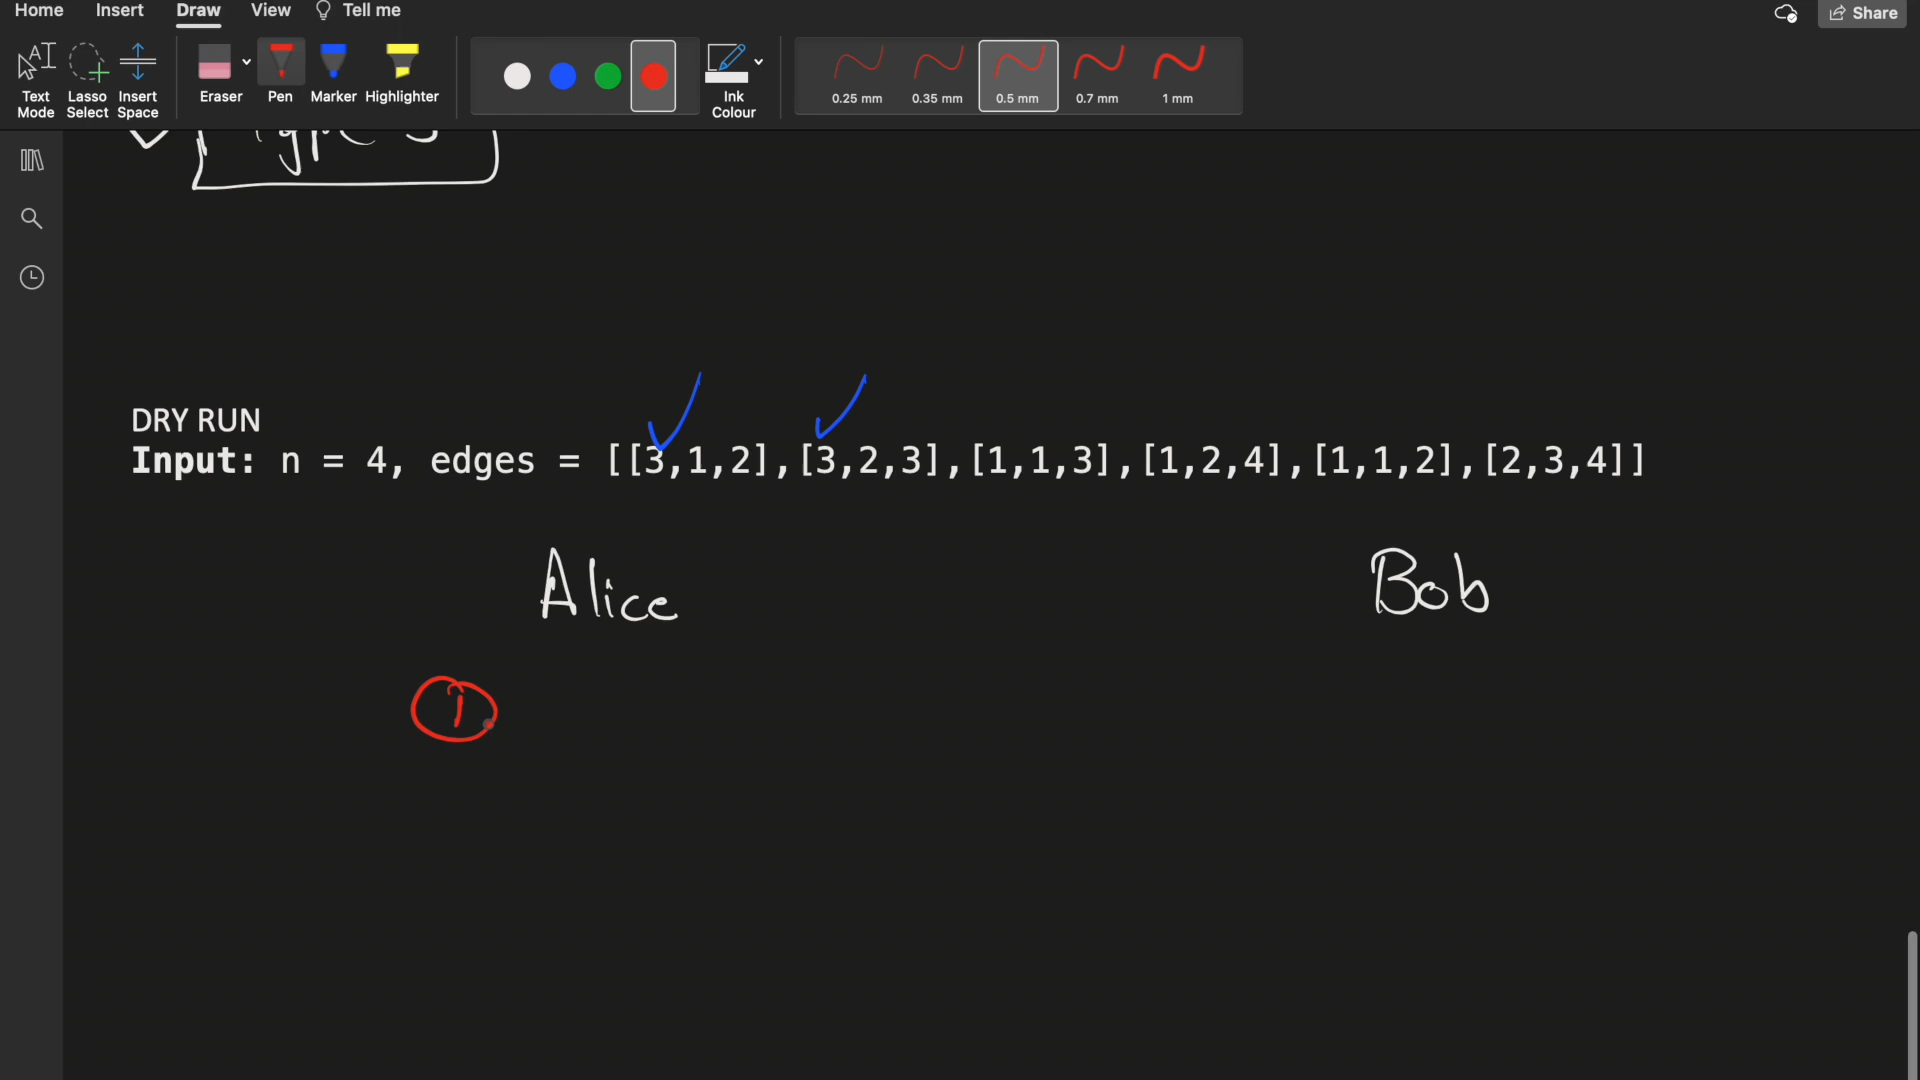 Home Insert Draw View Tell me Share
Text Mode Lasso Select Insert Space Eraser Pen Marker Highlighter Ink Colour 0.25 mm 0.35 mm 0.5 mm 0.7 mm 1 mm
DRY RUN
Input: n = 4, edges = [[3,1,2],[3,2,3],[1,1,3],[1,2,4],[1,1,2],[2,3,4]]
Alice Bob
1